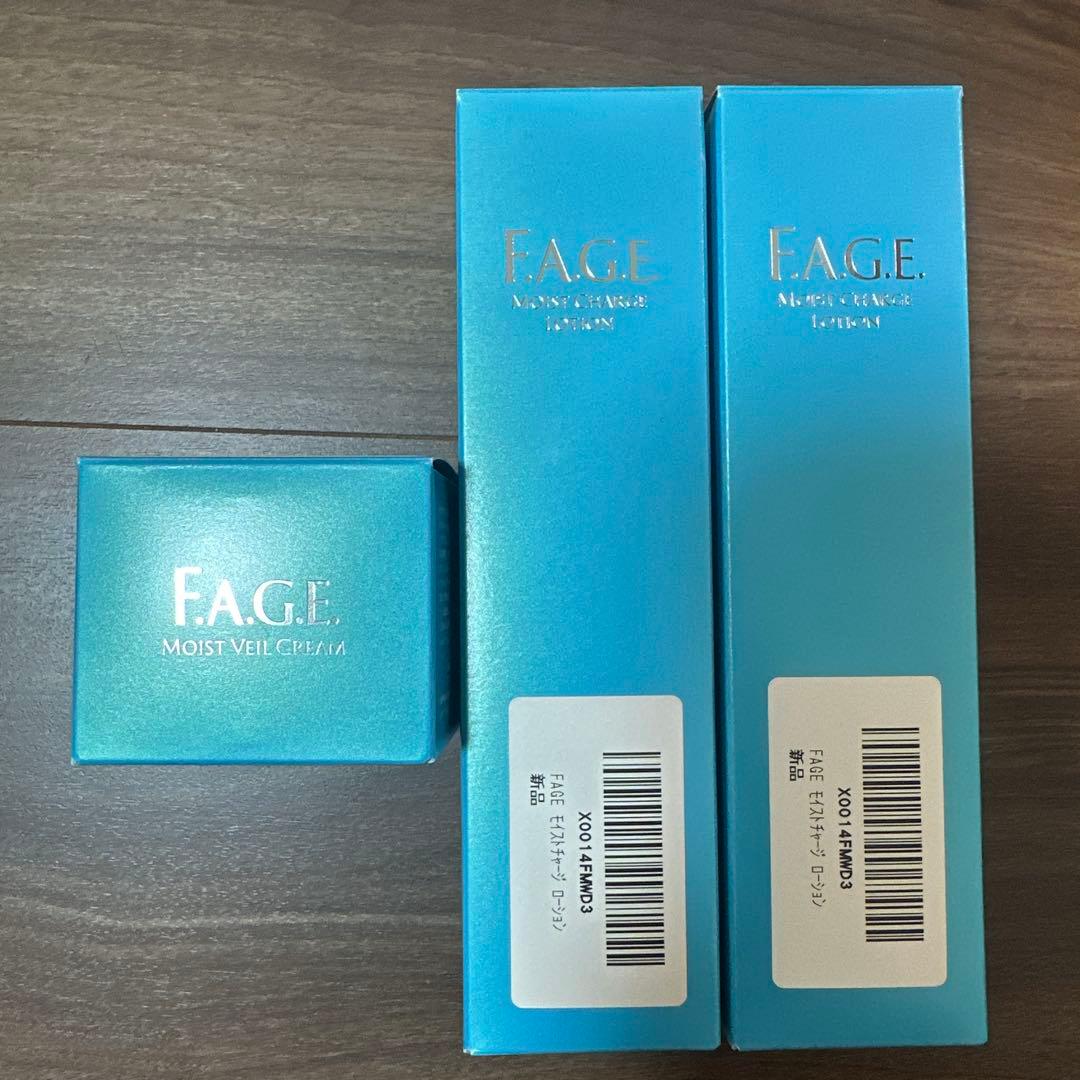 F.A.G.E.
MOIST VEIL CREAM
F.A.G.E.
MOIST CHARGE
LOTION
X0014FMWD3
FAGE モイストチャージ ローション
新品
F.A.G.E.
MOIST CHARGE
LOTION
X0014FMWD3
FAGE モイストチャージ ローション
新品